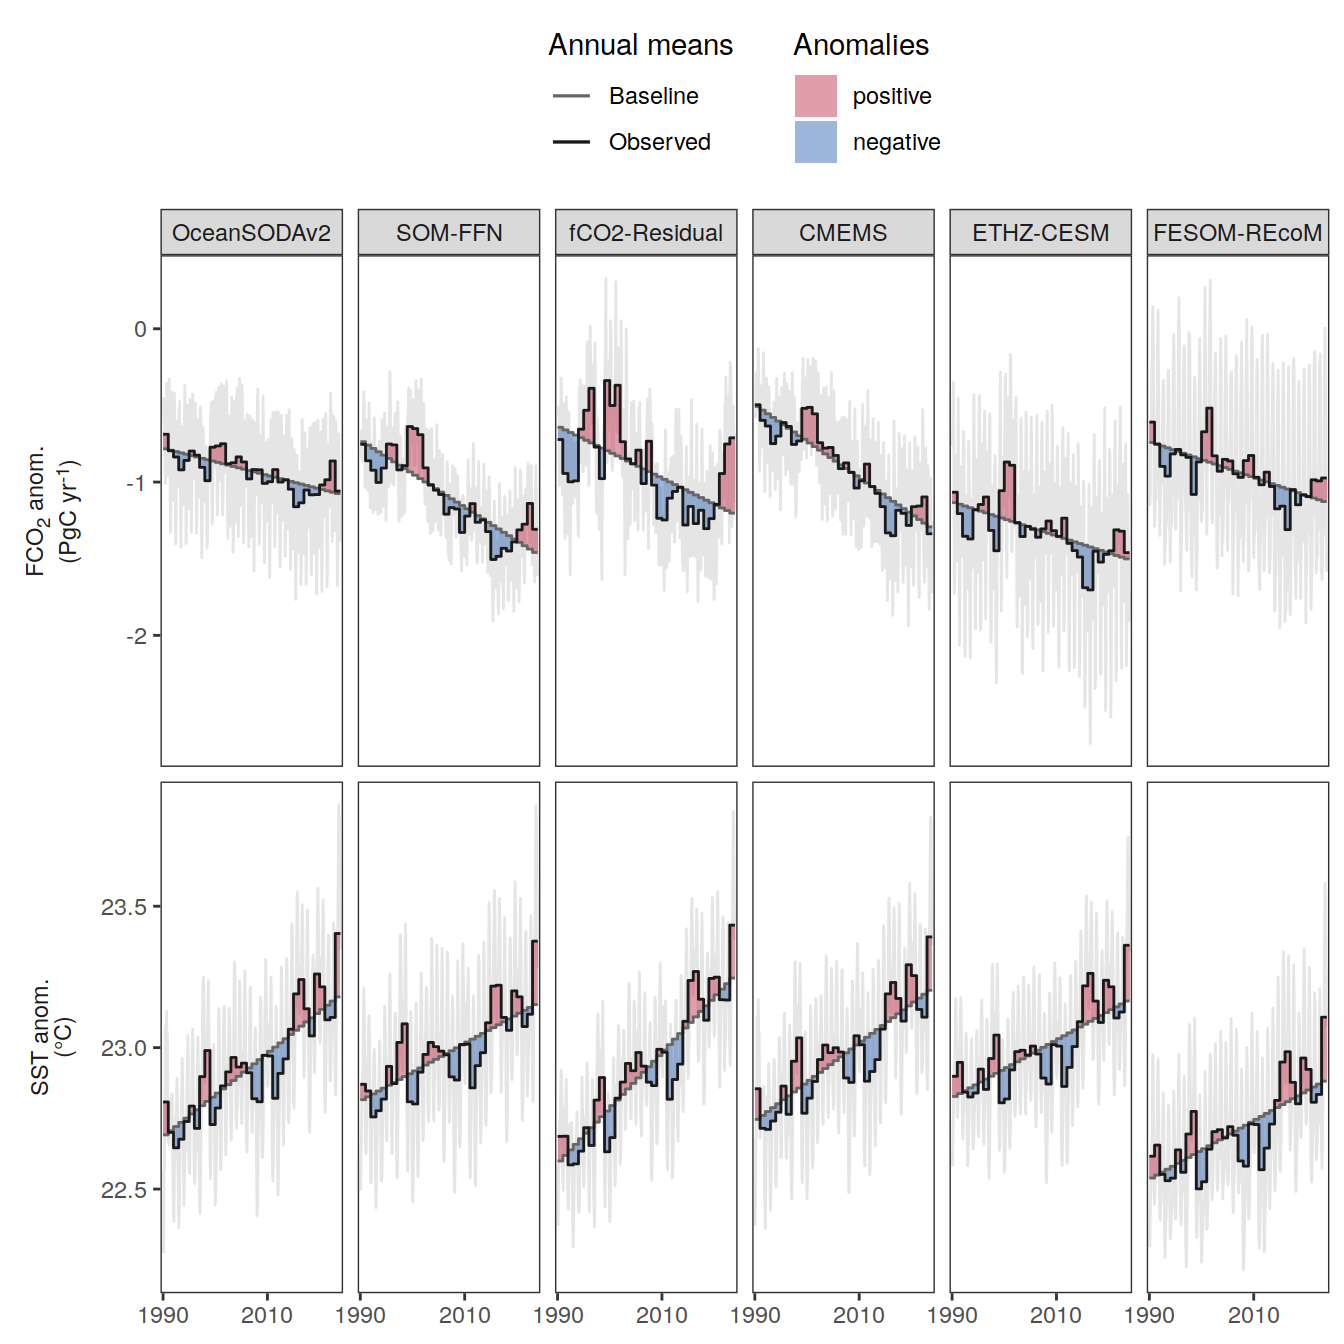 Annual means
Anomalies
Baseline
positive
Observed
negative
OceanSODAv2
SOM-FFN
fCO2-Residual
CMEMS
ETHZ-CESM
FESOM-REcoM
FCO₂ anom.
(PgC yr⁻¹)
0
-1
-2
SST anom.
(°C)
23.5
23.0
22.5
1990
2010
1990
2010
1990
2010
1990
2010
1990
2010
1990
2010